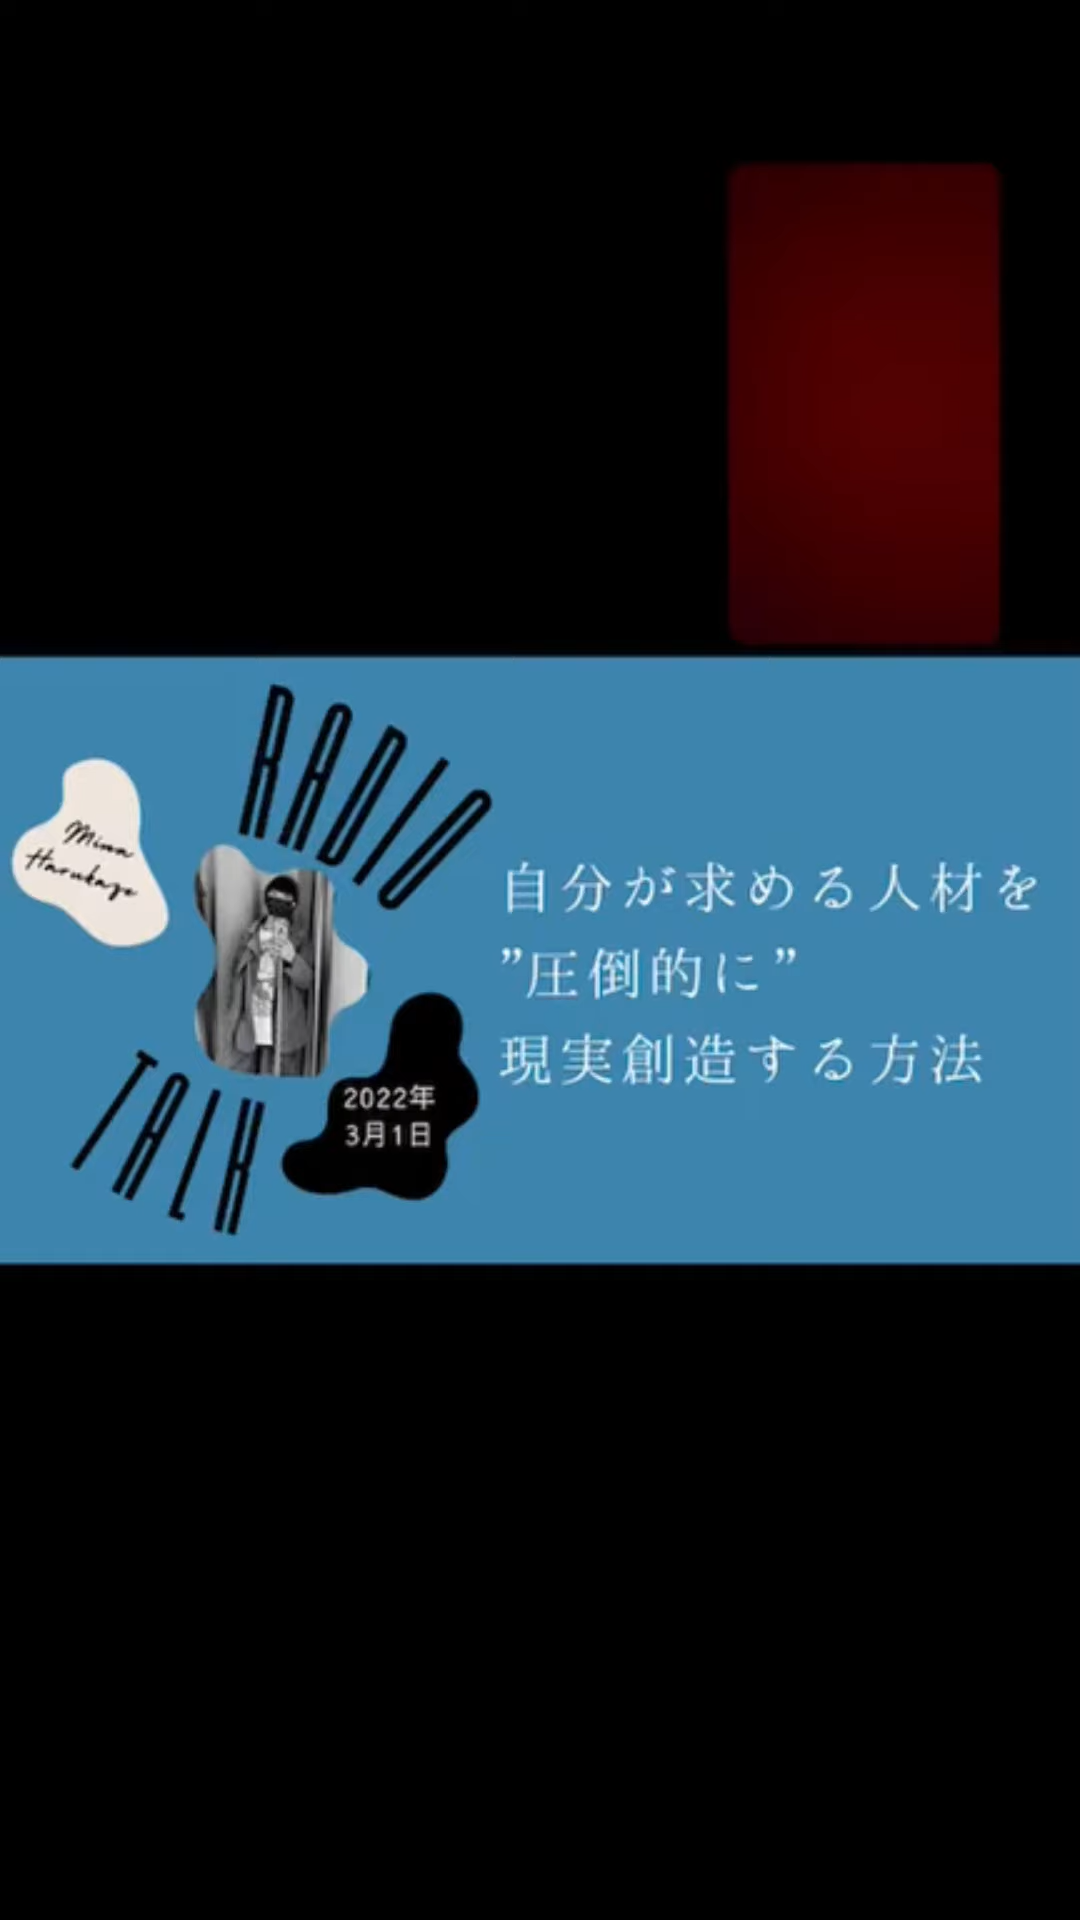 RADIO
Miwa
Harukaze
自分が求める人材を
”圧倒的に”
現実創造する方法
2022年
3月1日
TALK